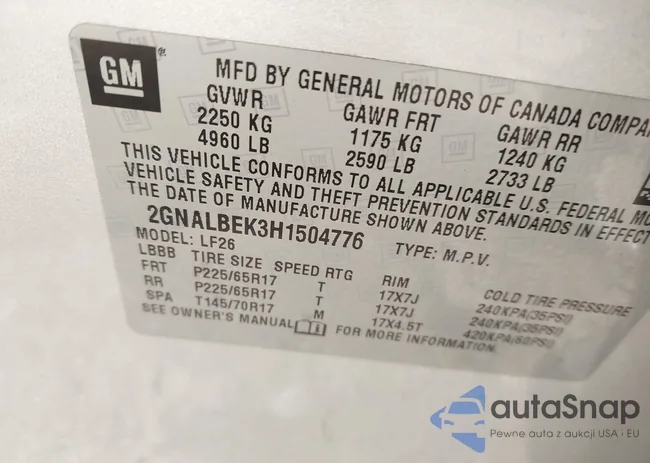 GM
MFD BY GENERAL MOTORS OF CANADA COMPA
GVWR GAWR FRT GAWR RR
2250 KG 1175 KG 1240 KG
4960 LB 2590 LB 2733 LB
THIS VEHICLE CONFORMS TO ALL APPLICABLE U.S. FEDERAL MO
VEHICLE SAFETY AND THEFT PREVENTION STANDARDS IN EFFECT
THE DATE OF MANUFACTURE SHOWN ABOVE.
2GNALBEK3H1504776 TYPE: M.P.V.
MODEL: LF26
LBBB TIRE SIZE SPEED RTG RIM COLD TIRE PRESSURE
FRT P225/65R17 T 17X7J 240KPA(35PSI)
RR P225/65R17 T 17X7J 240KPA(35PSI)
SPA T145/70R17 M 17X4.5T 420KPA(60PSI)
SEE OWNER'S MANUAL FOR MORE INFORMATION.
autaSnap
Pewne auta z aukcji USA i EU